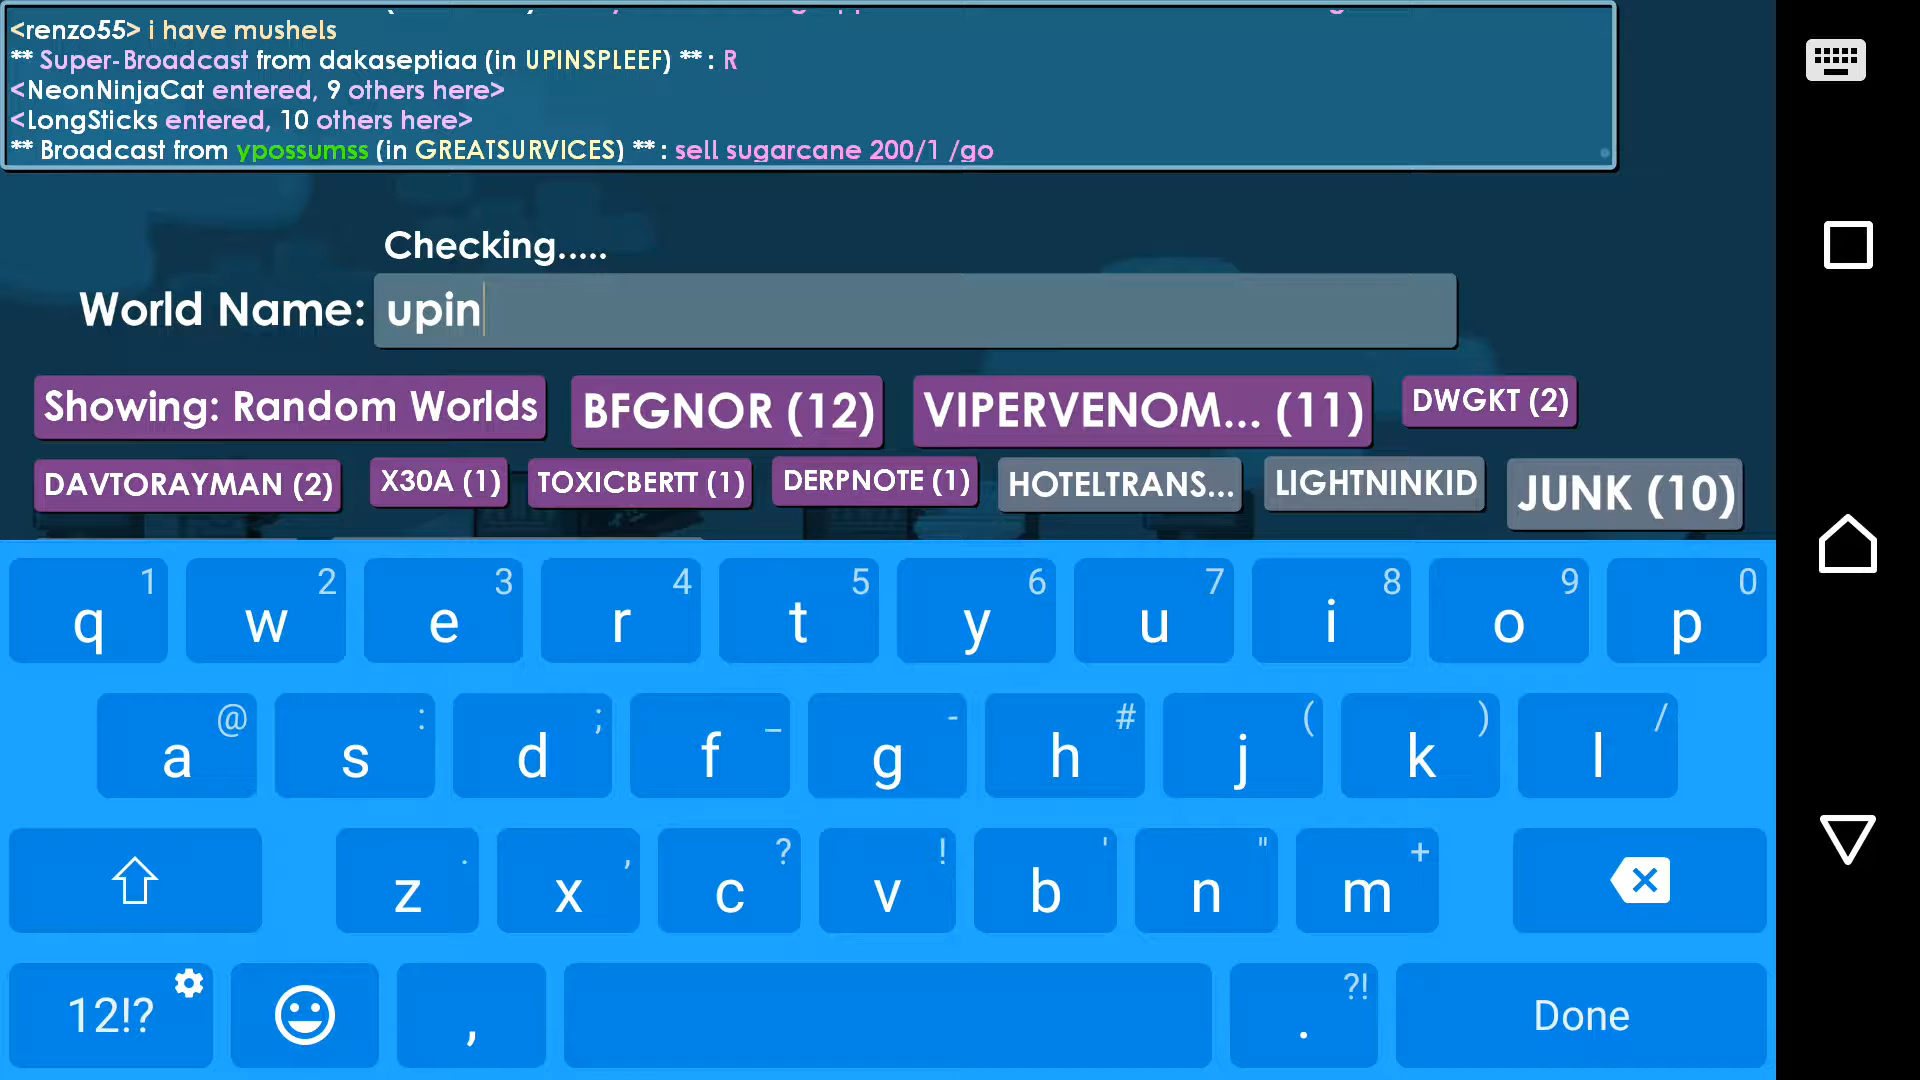 <renzo55> i have mushels
** Super-Broadcast from dakaseptiaa (in UPINSPLEEF) ** : R
<NeonNinjaCat entered, 9 others here>
<LongSticks entered, 10 others here>
** Broadcast from ypossumss (in GREATSURVICES) ** : sell sugarcane 200/1 /go
Checking.....
World Name: upin
Showing: Random Worlds BFGNOR (12) VIPERVENOM... (11) DWGKT (2)
DAVTORAYMAN (2) X30A (1) TOXICBERTT (1) DERPNOTE (1) HOTELTRANS... LIGHTNINKID JUNK (10)
1 2 3 4 5 6 7 8 9 0
q w e r t y u i o p
@ : ; _ - # ( ) /
a s d f g h j k l
. , ? ! ' " +
z x c v b n m
?!
12!? , . Done